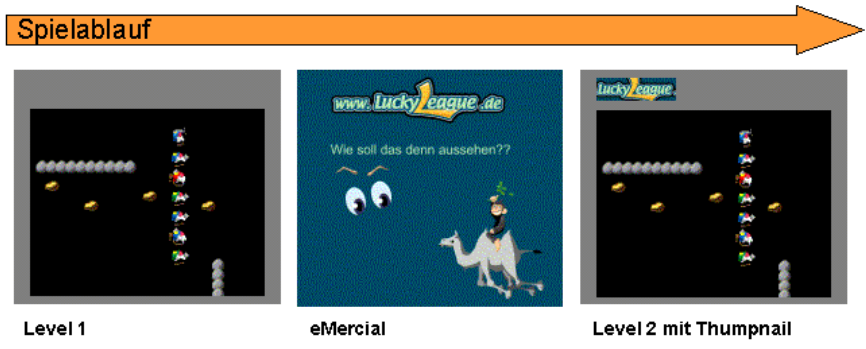 Spielablauf
www. LuckyLeague .de
Wie soll das denn aussehen??
LuckyLeague.
Level 1
eMercial
Level 2 mit Thumpnail